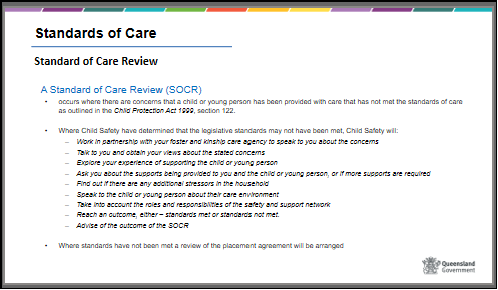 Standards of Care
Standard of Care Review
A Standard of Care Review (SOCR)
• occurs where there are concerns that a child or young person has been provided with care that has not met the standards of care
as outlined in the Child Protection Act 1999, section 122.
• Where Child Safety have determined that the legislative standards may not have been met, Child Safety will:
– Work in partnership with your foster and kinship care agency to speak to you about the concerns
– Talk to you and obtain your views about the stated concerns
– Explore your experience of supporting the child or young person
– Ask you about the supports being provided to you and the child or young person, or if more supports are required
– Find out if there are any additional stressors in the household
– Speak to the child or young person about their care environment
– Take into account the roles and responsibilities of the safety and support network
– Reach an outcome, either – standards met or standards not met.
– Advise of the outcome of the SOCR
• Where standards have not been met a review of the placement agreement will be arranged
Queensland
Government